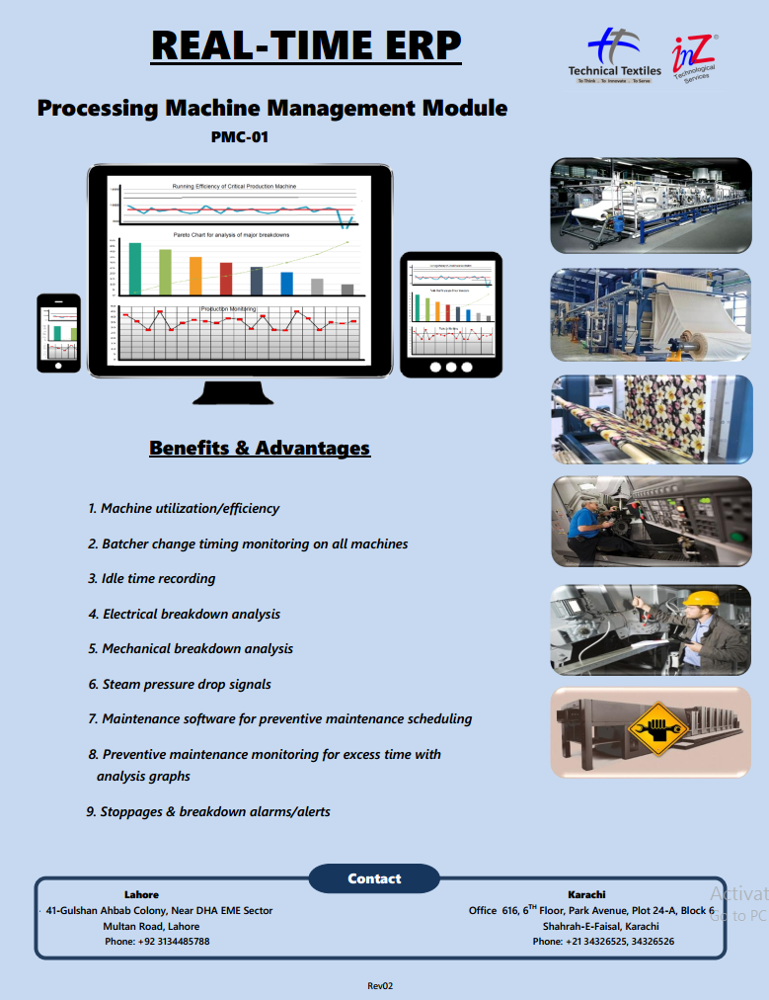 REAL-TIME ERP
Technical Textiles
To Think . To Innovate . To Serve
inZ
®
Technological
Services
Processing Machine Management Module
PMC-01
Running Efficiency of Critical Production Machine
Pareto Chart for analysis of major breakdowns
Production Monitoring
Benefits & Advantages
1. Machine utilization/efficiency
2. Batcher change timing monitoring on all machines
3. Idle time recording
4. Electrical breakdown analysis
5. Mechanical breakdown analysis
6. Steam pressure drop signals
7. Maintenance software for preventive maintenance scheduling
8. Preventive maintenance monitoring for excess time with
analysis graphs
9. Stoppages & breakdown alarms/alerts
Contact
Lahore
41-Gulshan Ahbab Colony, Near DHA EME Sector
Multan Road, Lahore
Phone: +92 3134485788
Karachi
Office 616, 6TH Floor, Park Avenue, Plot 24-A, Block 6
Shahrah-E-Faisal, Karachi
Phone: +21 34326525, 34326526
Activat
Go to PC
Rev02